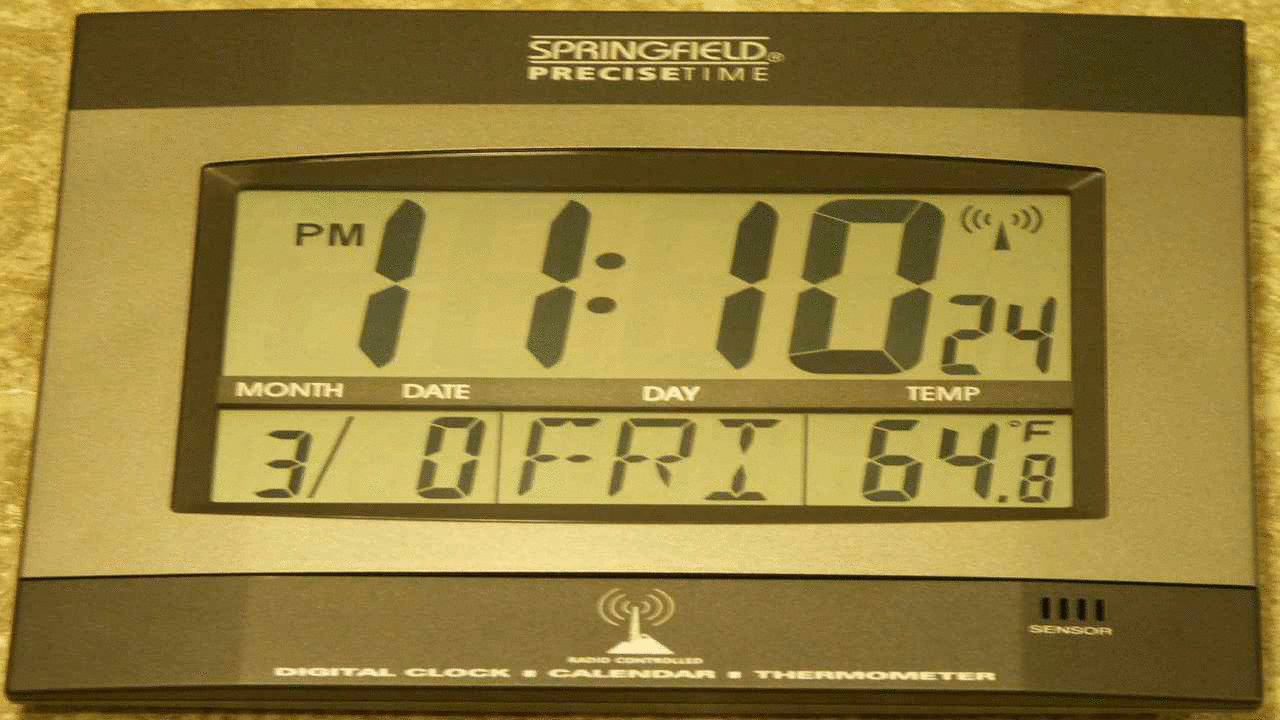 SPRINGFIELD®
PRECISETIME
PM 11:10 24
MONTH DATE DAY TEMP
3/ 0 FRI 64.8 °F
SENSOR
RADIO CONTROLLED
DIGITAL CLOCK ■ CALENDAR ■ THERMOMETER